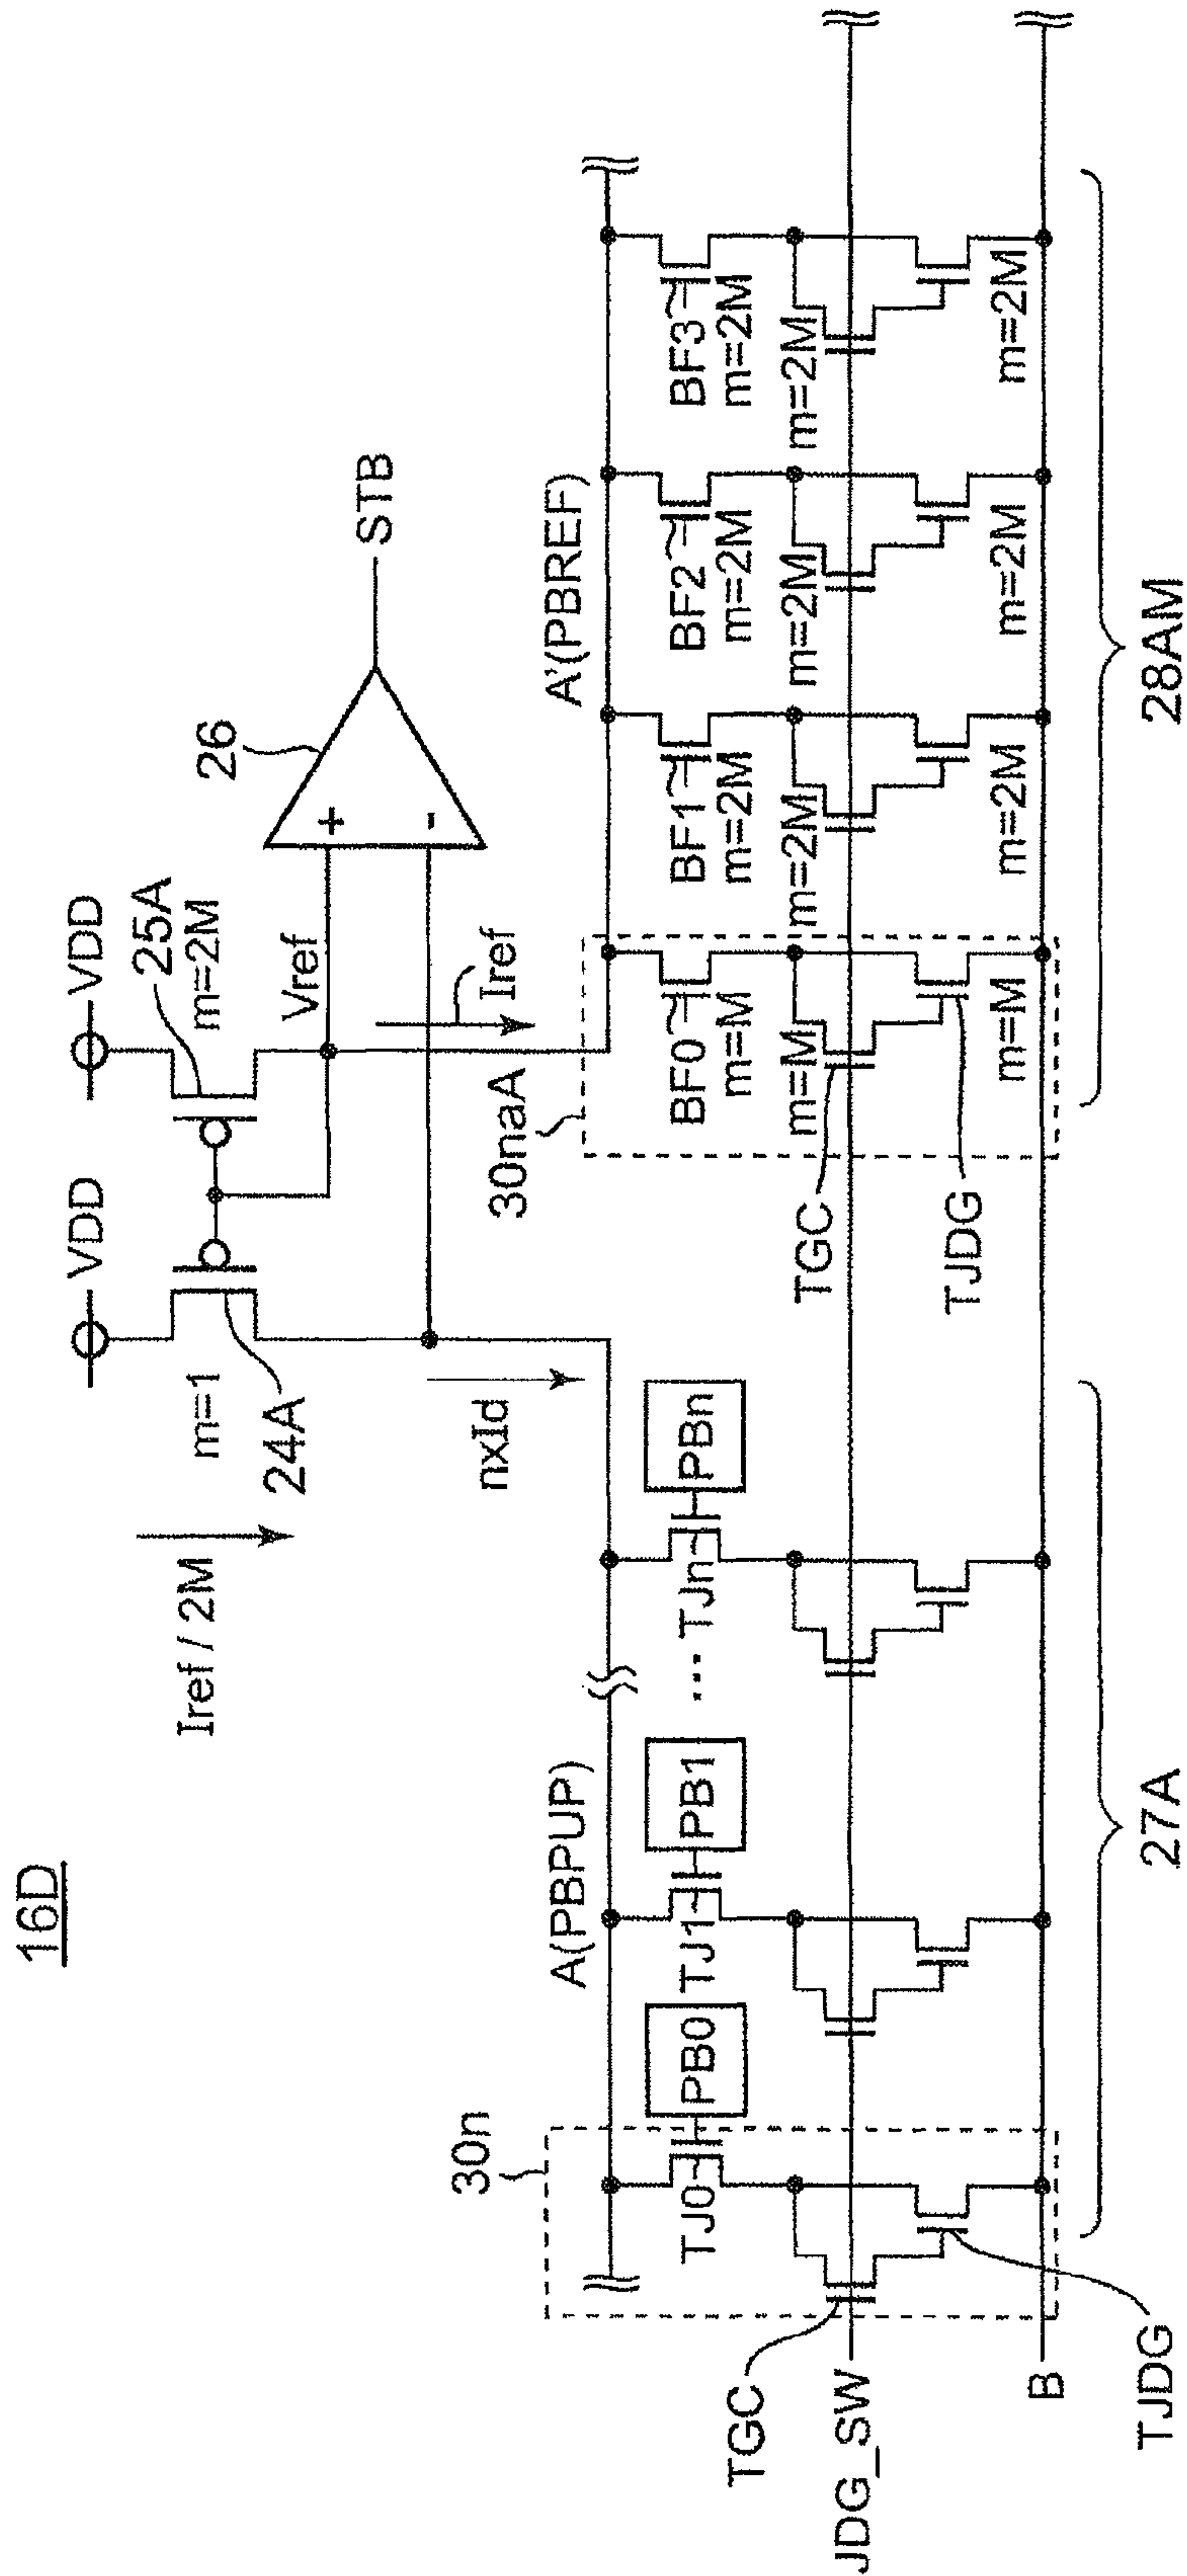 16D
VDD
VDD
Iref / 2M
m=1
24A
25A
m=2M
Vref
26
+
-
STB
nxId
Iref
30naA
A(PBPUP)
A'(PBREF)
30n
TJ0
PB0
TJ1
PB1
...
TJn
PBn
BF0
m=M
BF1
m=2M
BF2
m=2M
BF3
m=2M
m=M
m=2M
m=2M
m=2M
TGC
JDG_SW
TGC
TJDG
m=M
m=2M
m=2M
m=2M
B
TJDG
27A
28AM